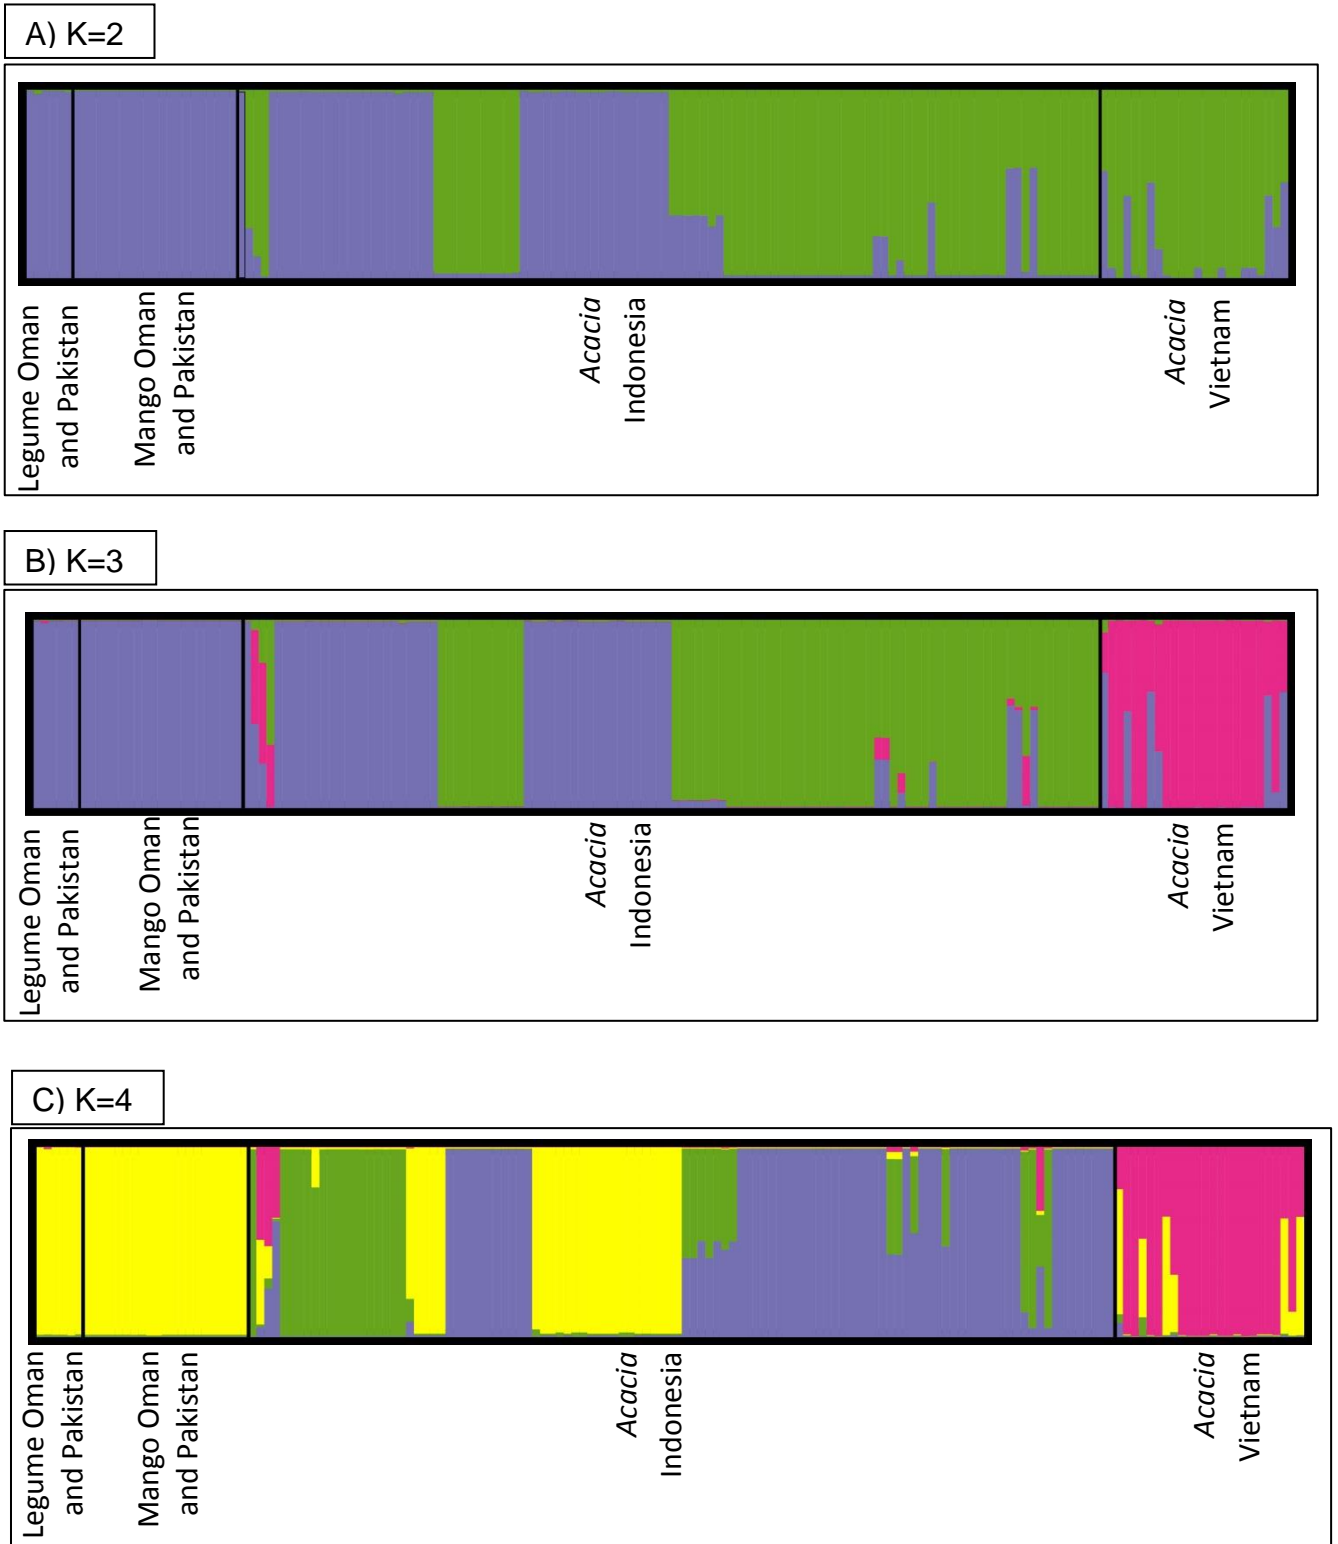 A) K=2
Legume Oman
and Pakistan
Mango Oman
and Pakistan
Acacia
Indonesia
Acacia
Vietnam
B) K=3
Legume Oman
and Pakistan
Mango Oman
and Pakistan
Acacia
Indonesia
Acacia
Vietnam
C) K=4
Legume Oman
and Pakistan
Mango Oman
and Pakistan
Acacia
Indonesia
Acacia
Vietnam